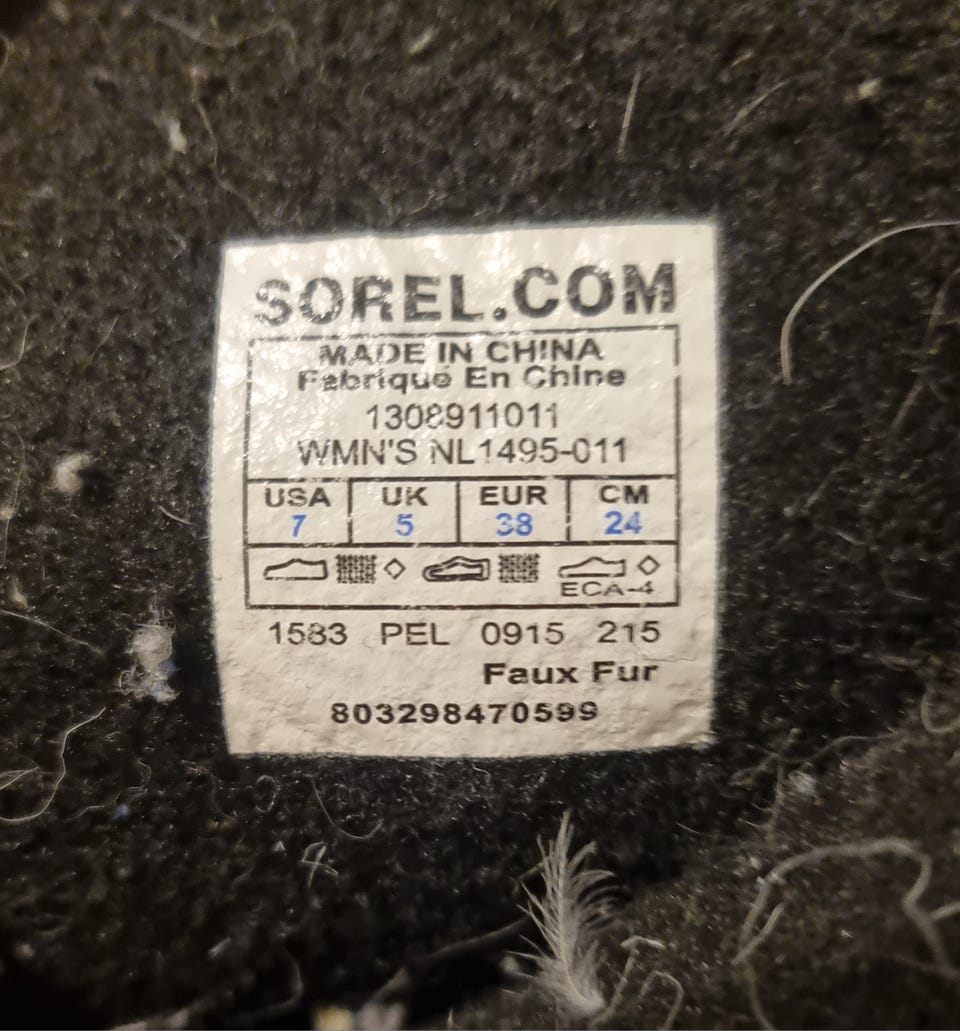 SOREL.COM
MADE IN CHINA
Fabriqué En Chine
1308911011
WMN'S NL1495-011
USA UK EUR CM
7 5 38 24
ECA-4
1583 PEL 0915 215
Faux Fur
803298470599